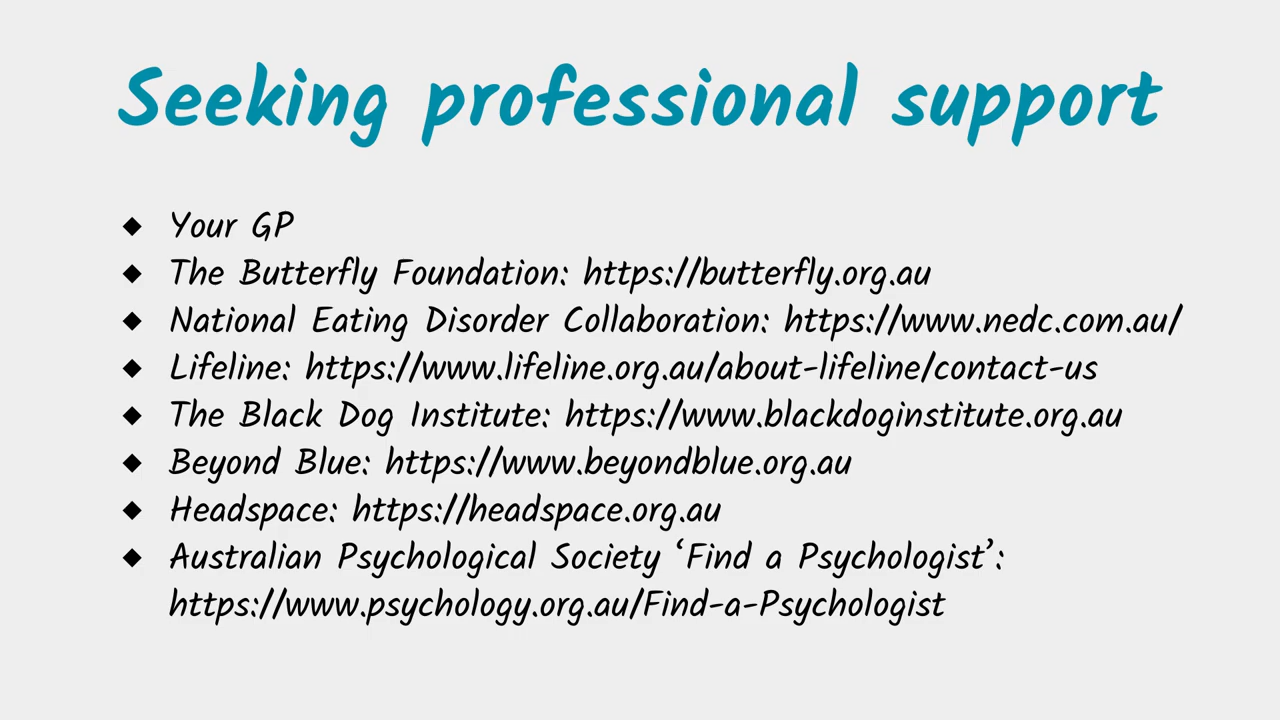 Seeking professional support
◆ Your GP
◆ The Butterfly Foundation: https://butterfly.org.au
◆ National Eating Disorder Collaboration: https://www.nedc.com.au/
◆ Lifeline: https://www.lifeline.org.au/about-lifeline/contact-us
◆ The Black Dog Institute: https://www.blackdoginstitute.org.au
◆ Beyond Blue: https://www.beyondblue.org.au
◆ Headspace: https://headspace.org.au
◆ Australian Psychological Society ‘Find a Psychologist’:
https://www.psychology.org.au/Find-a-Psychologist